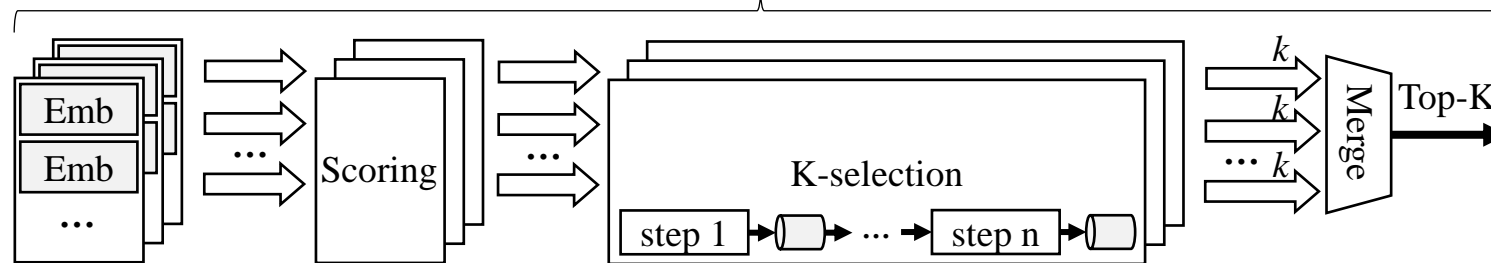 Emb
Emb
...
...
Scoring
...
K-selection
step 1
...
step n
k
k
...
k
Merge
Top-K